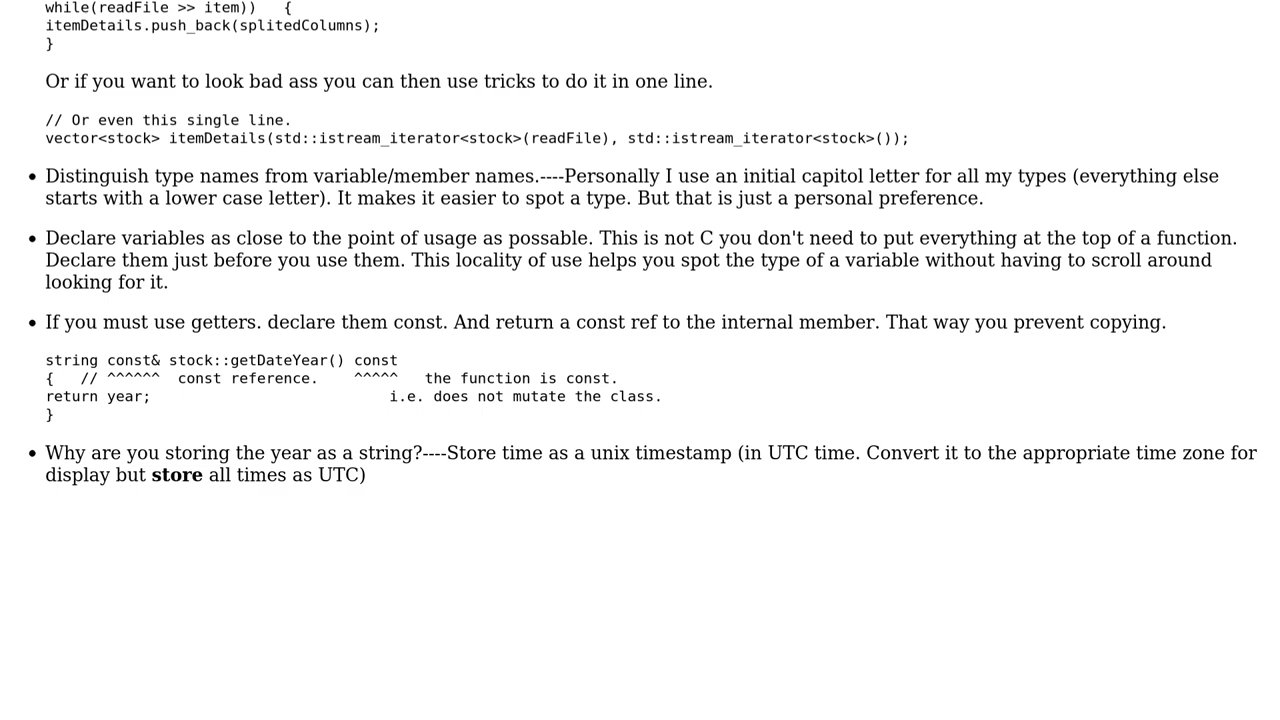 while(readFile >> item))   {
itemDetails.push_back(splitedColumns);
}
Or if you want to look bad ass you can then use tricks to do it in one line.
// Or even this single line.
vector<stock> itemDetails(std::istream_iterator<stock>(readFile), std::istream_iterator<stock>());
• Distinguish type names from variable/member names.----Personally I use an initial capitol letter for all my types (everything else
starts with a lower case letter). It makes it easier to spot a type. But that is just a personal preference.
• Declare variables as close to the point of usage as possable. This is not C you don't need to put everything at the top of a function.
Declare them just before you use them. This locality of use helps you spot the type of a variable without having to scroll around
looking for it.
• If you must use getters. declare them const. And return a const ref to the internal member. That way you prevent copying.
string const& stock::getDateYear() const
{   // ^^^^^^  const reference.    ^^^^^   the function is const.
return year;                           i.e. does not mutate the class.
}
• Why are you storing the year as a string?----Store time as a unix timestamp (in UTC time. Convert it to the appropriate time zone for
display but store all times as UTC)